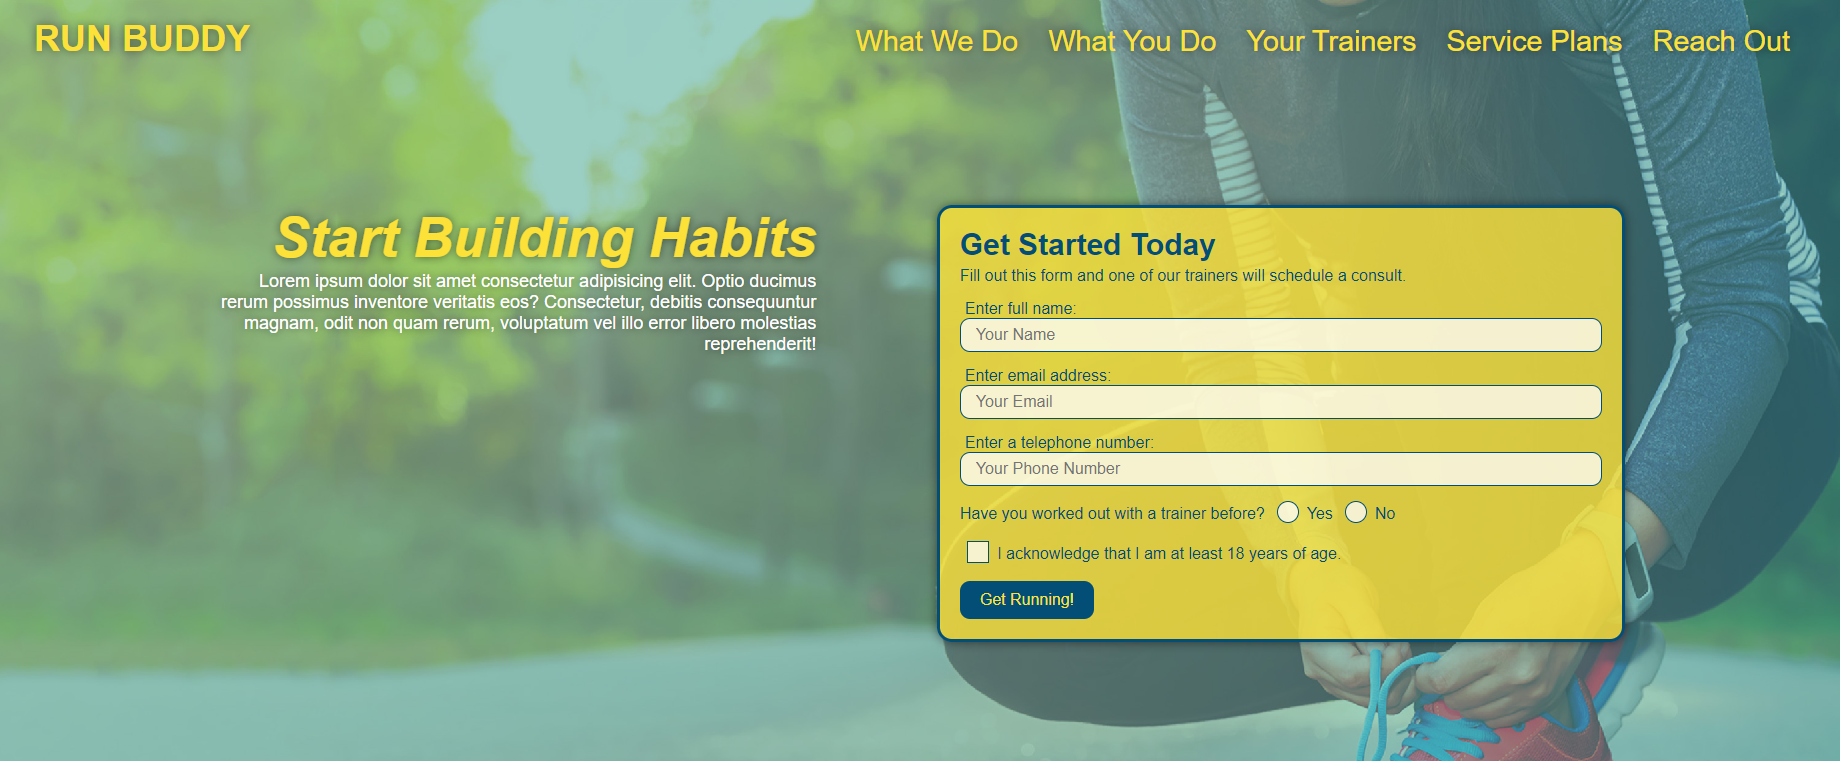 RUN BUDDY
What We Do
What You Do
Your Trainers
Service Plans
Reach Out
Start Building Habits
Lorem ipsum dolor sit amet consectetur adipisicing elit. Optio ducimus
rerum possimus inventore veritatis eos? Consectetur, debitis consequuntur
magnam, odit non quam rerum, voluptatum vel illo error libero molestias
reprehenderit!
Get Started Today
Fill out this form and one of our trainers will schedule a consult.
Enter full name:
Your Name
Enter email address:
Your Email
Enter a telephone number:
Your Phone Number
Have you worked out with a trainer before? Yes No
I acknowledge that I am at least 18 years of age.
Get Running!